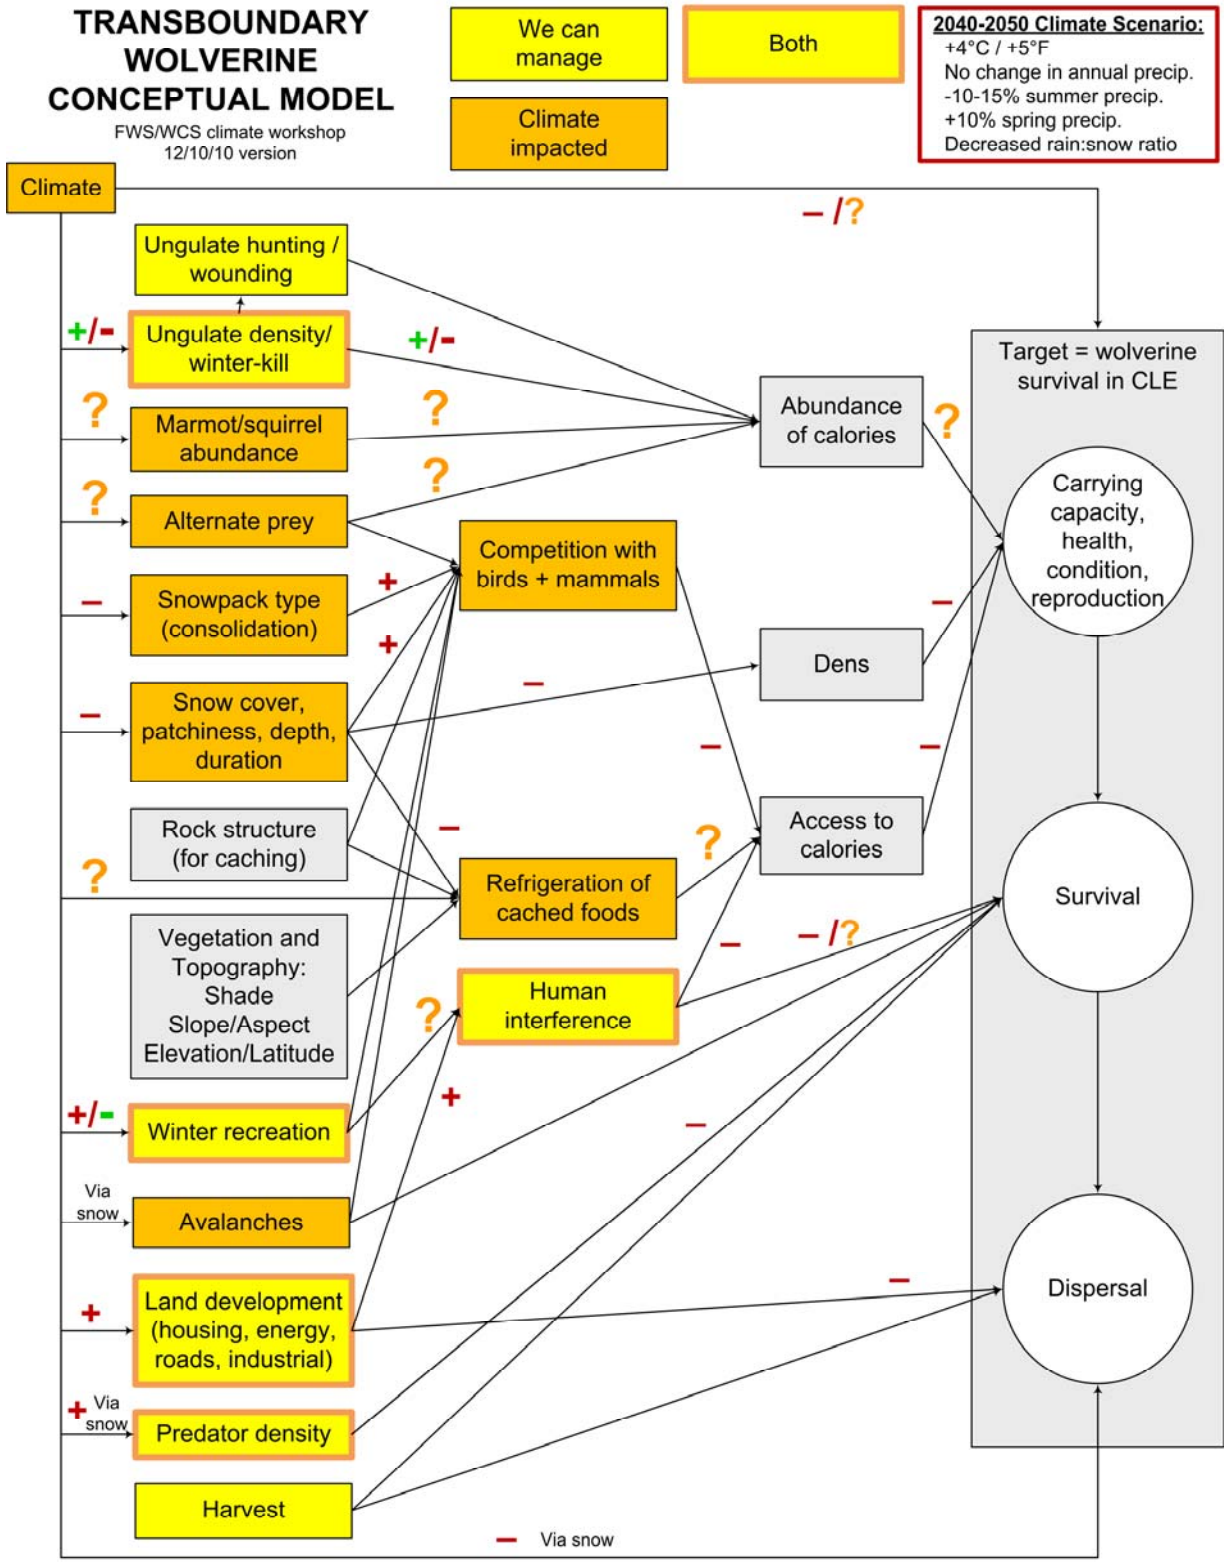 TRANSBOUNDARY
WOLVERINE
CONCEPTUAL MODEL
FWS/WCS climate workshop
12/10/10 version
We can
manage
Both
Climate
impacted
2040-2050 Climate Scenario:
+4°C / +5°F
No change in annual precip.
-10-15% summer precip.
+10% spring precip.
Decreased rain:snow ratio
Climate
– /?
Ungulate hunting /
wounding
+/-
Ungulate density/
winter-kill
+/-
?
Marmot/squirrel
abundance
?
?
Alternate prey
?
–
Snowpack type
(consolidation)
+
+
–
Snow cover,
patchiness, depth,
duration
–
–
Rock structure
(for caching)
?
Vegetation and
Topography:
Shade
Slope/Aspect
Elevation/Latitude
+/-
Winter recreation
?
Via
snow
Avalanches
+
+
Land development
(housing, energy,
roads, industrial)
–
+ Via
snow
Predator density
–
Harvest
– Via snow
Competition with
birds + mammals
–
Refrigeration of
cached foods
?
Human
interference
–
– /?
Abundance
of calories
?
Dens
–
Access to
calories
–
Target = wolverine
survival in CLE
Carrying
capacity,
health,
condition,
reproduction
Survival
Dispersal